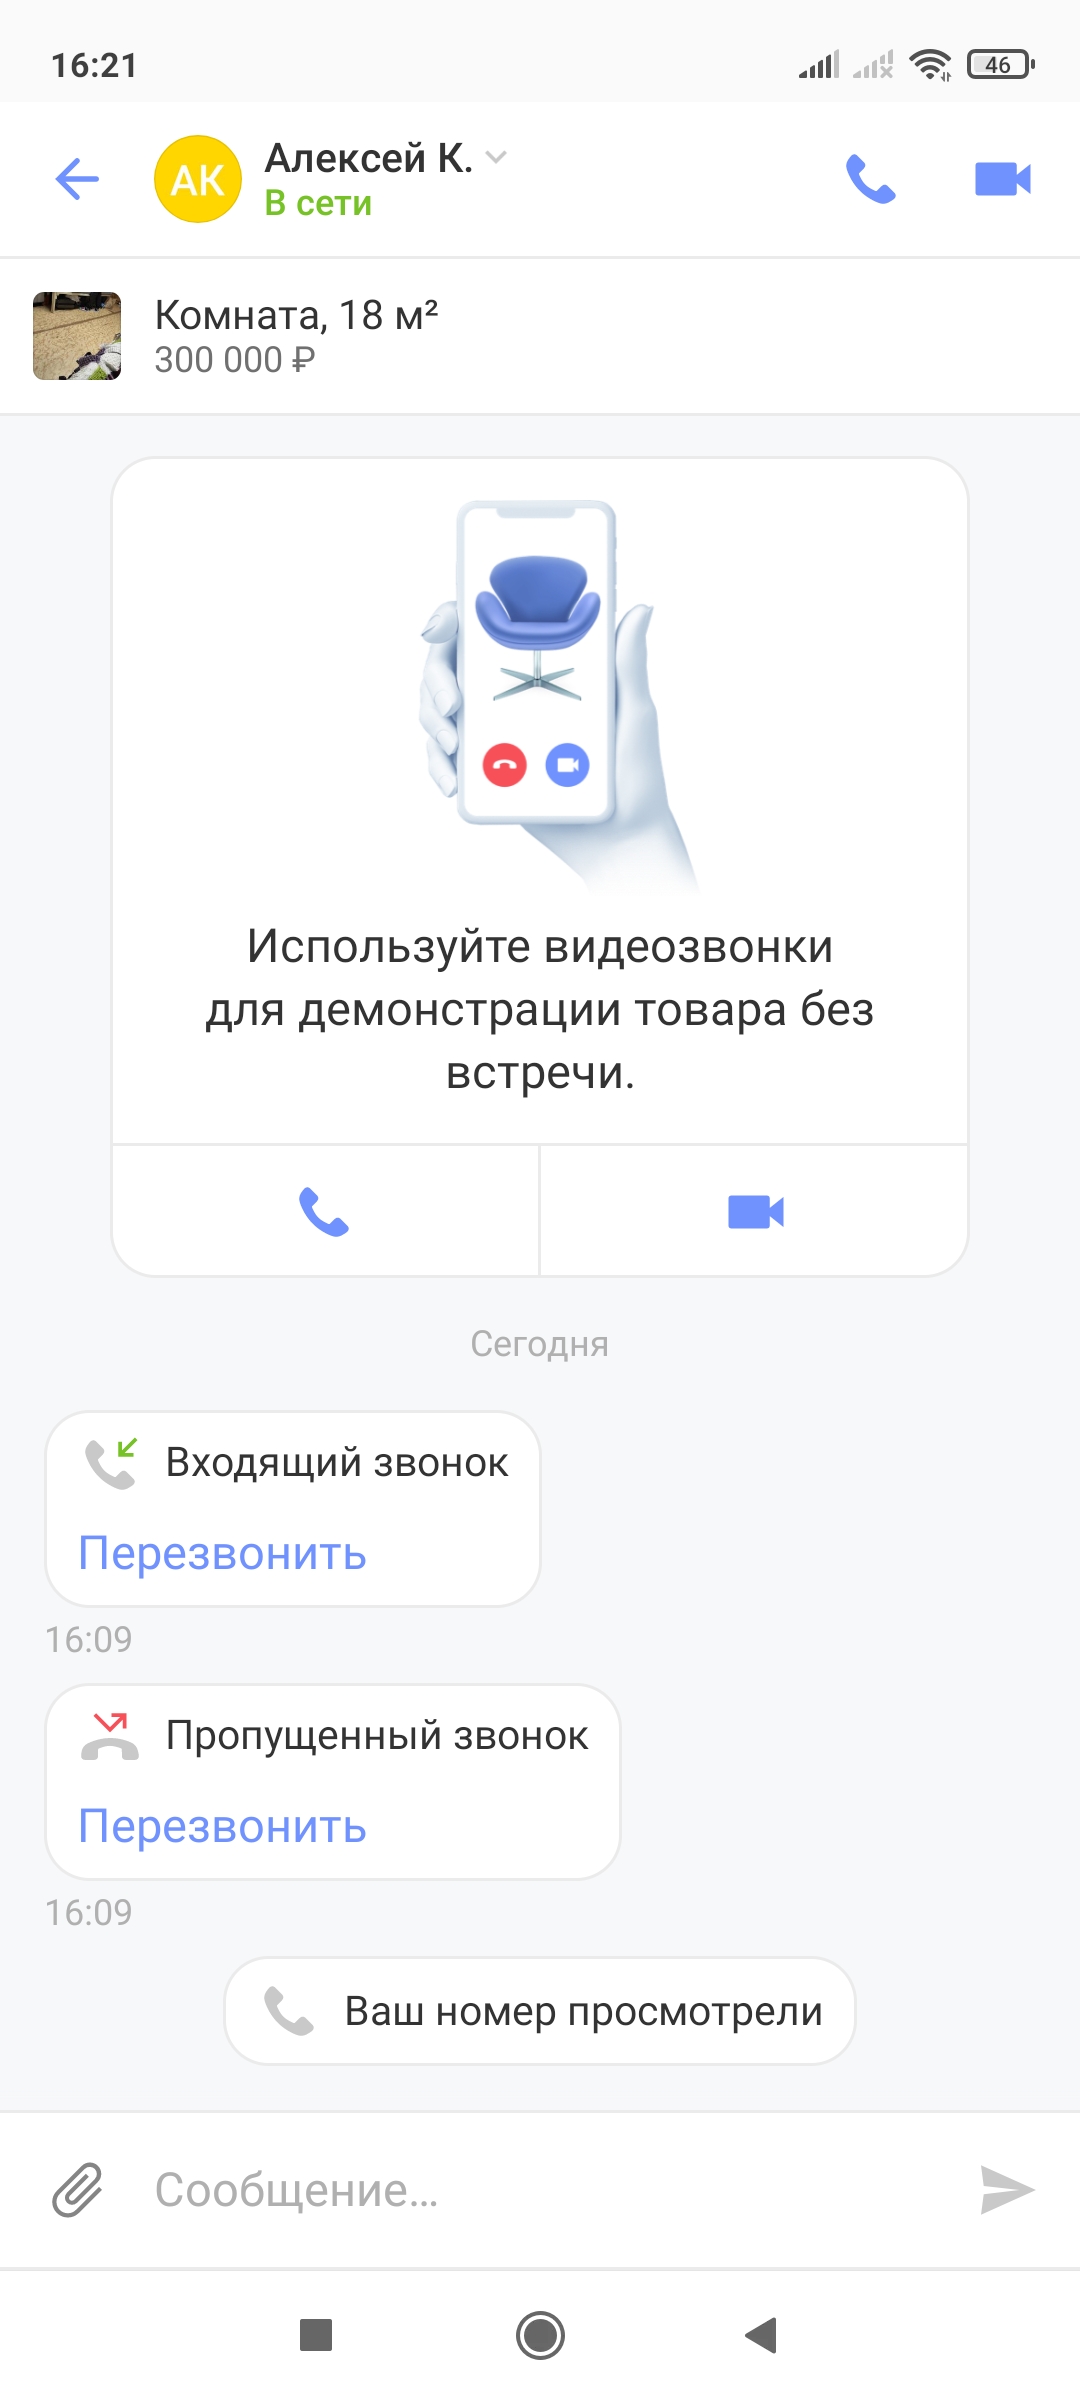 16:21
46
АК
Алексей К.
В сети
Комната, 18 м²
300 000 ₽
Используйте видеозвонки
для демонстрации товара без
встречи.
Сегодня
Входящий звонок
Перезвонить
16:09
Пропущенный звонок
Перезвонить
16:09
Ваш номер просмотрели
Сообщение...